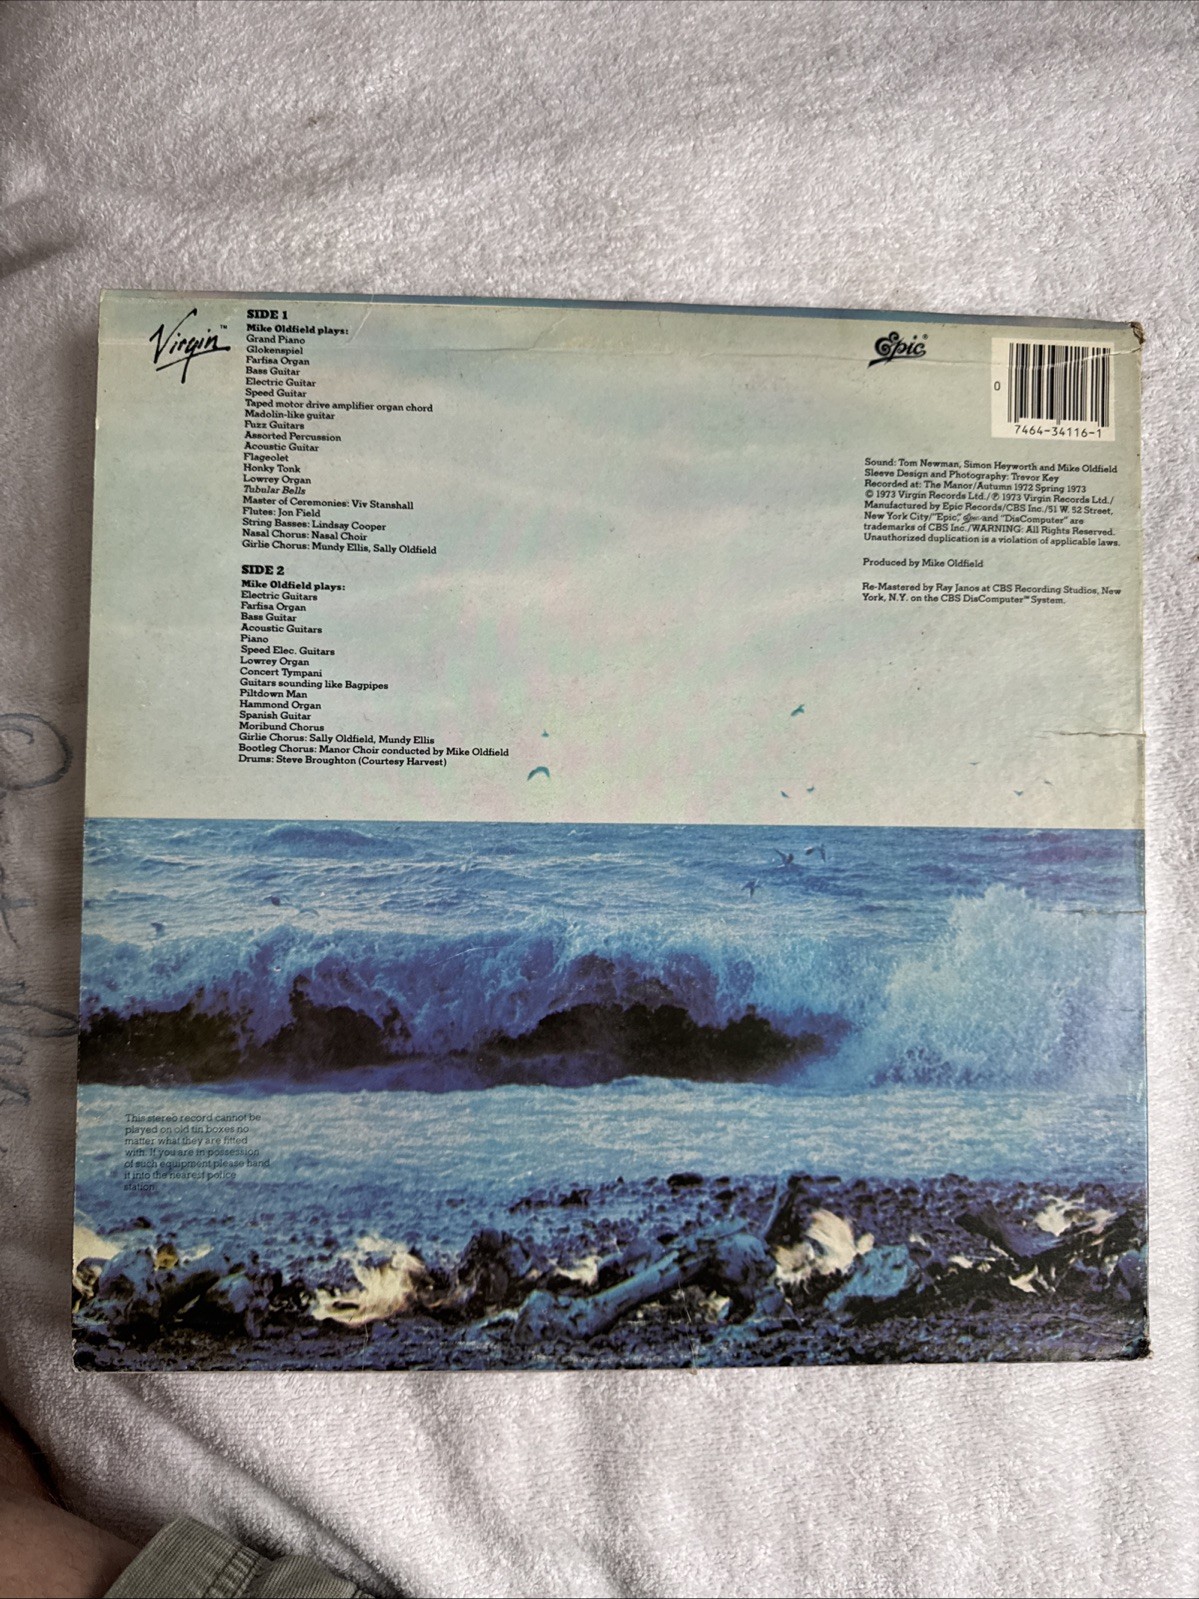 Virgin™
SIDE 1
Mike Oldfield plays:
Grand Piano
Glokenspiel
Farfisa Organ
Bass Guitar
Electric Guitar
Speed Guitar
Taped motor drive amplifier organ chord
Madolin-like guitar
Fuzz Guitars
Assorted Percussion
Acoustic Guitar
Flageolet
Honky Tonk
Lowrey Organ
Tubular Bells
Master of Ceremonies: Viv Stanshall
Flutes: Jon Field
String Basses: Lindsay Cooper
Nasal Chorus: Nasal Choir
Girlie Chorus: Mundy Ellis, Sally Oldfield
SIDE 2
Mike Oldfield plays:
Electric Guitars
Farfisa Organ
Bass Guitar
Acoustic Guitars
Piano
Speed Elec. Guitars
Lowrey Organ
Concert Tympani
Guitars sounding like Bagpipes
Piltdown Man
Hammond Organ
Spanish Guitar
Moribund Chorus
Girlie Chorus: Sally Oldfield, Mundy Ellis
Bootleg Chorus: Manor Choir conducted by Mike Oldfield
Drums: Steve Broughton (Courtesy Harvest)
Epic®
0
7464-34116-1
Sound: Tom Newman, Simon Heyworth and Mike Oldfield
Sleeve Design and Photography: Trevor Key
Recorded at: The Manor/Autumn 1972 Spring 1973
© 1973 Virgin Records Ltd./℗ 1973 Virgin Records Ltd./
Manufactured by Epic Records/CBS Inc./51 W. 52 Street,
New York City/"Epic," Epic and "DisComputer" are
trademarks of CBS Inc./WARNING: All Rights Reserved.
Unauthorized duplication is a violation of applicable laws.
Produced by Mike Oldfield
Re-Mastered by Ray Janos at CBS Recording Studios, New
York, N.Y. on the CBS DisComputer™ System.
This stereo record cannot be
played on old tin boxes no
matter what they are fitted
with. If you are in possession
of such equipment please hand
it into the nearest police
station.